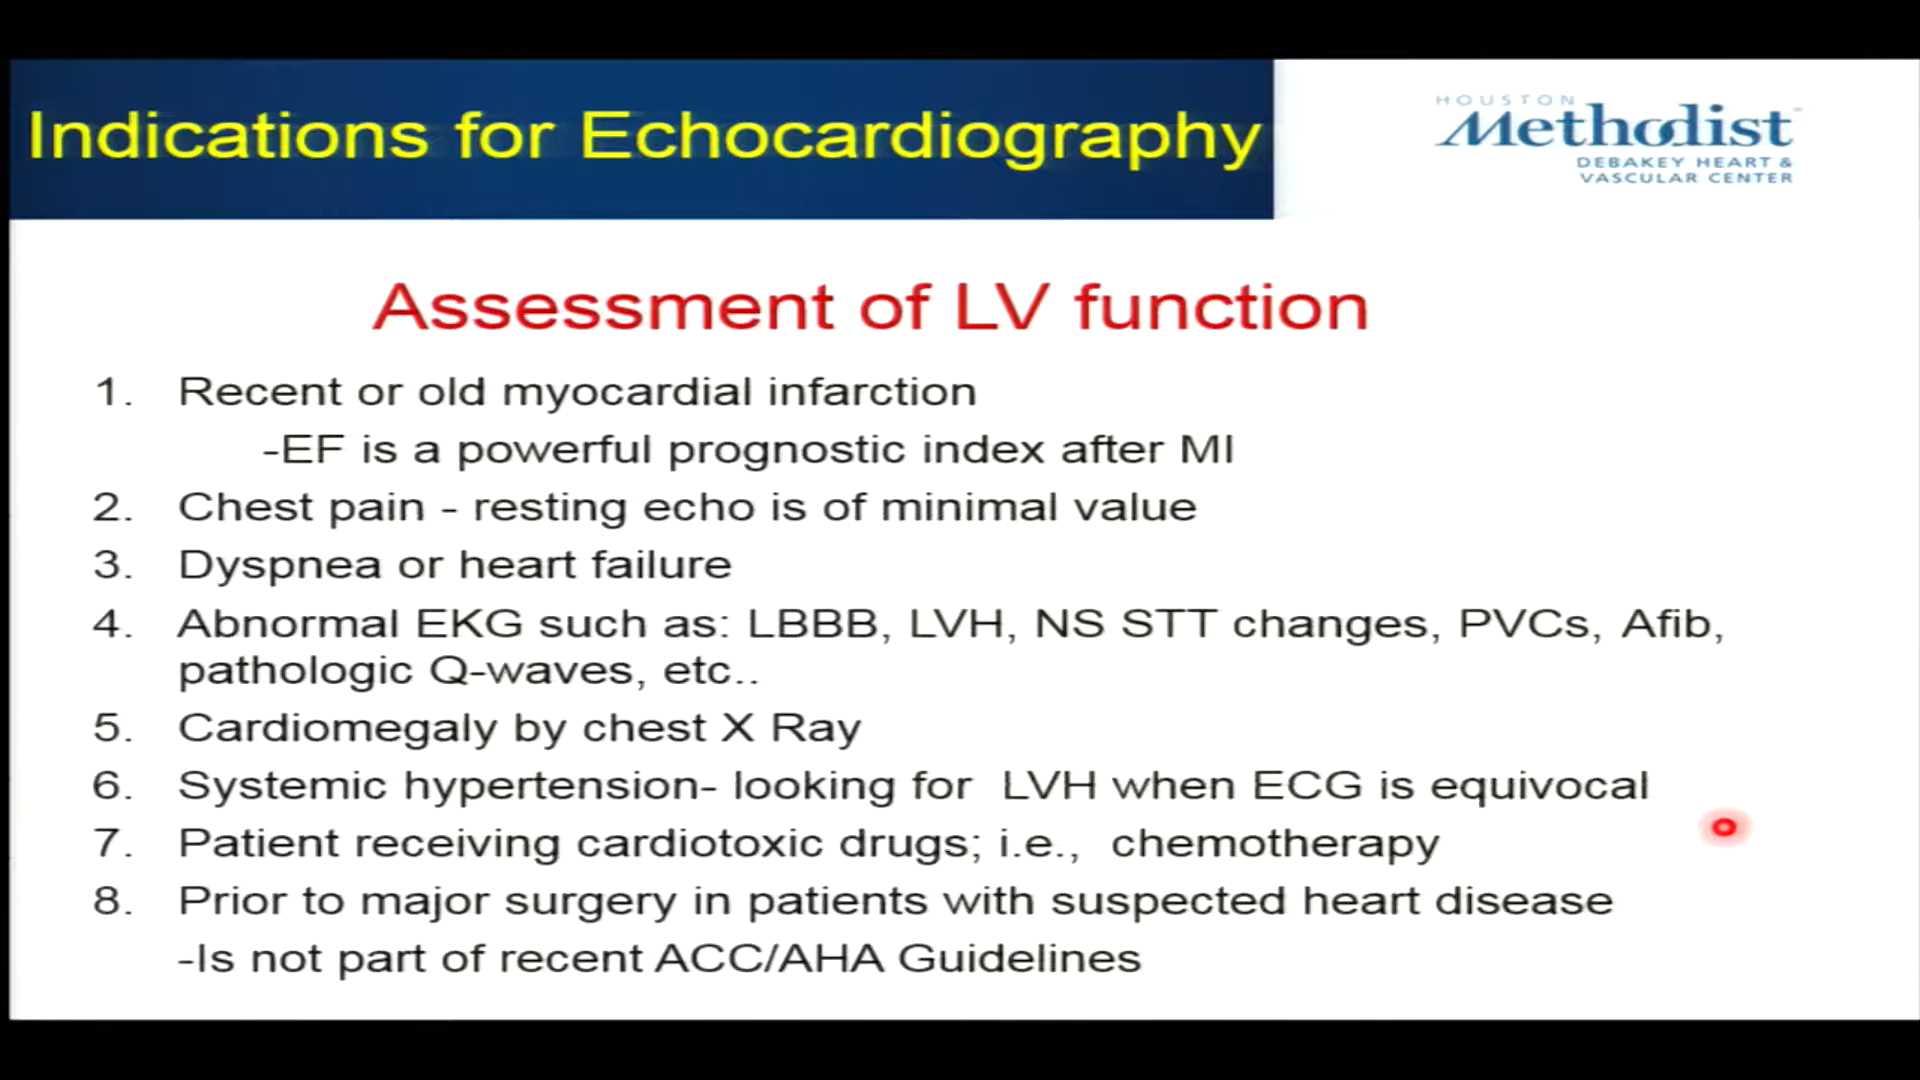 Indications for Echocardiography
HOUSTON
Methodist
DEBAKEY HEART &
VASCULAR CENTER
Assessment of LV function
1. Recent or old myocardial infarction
-EF is a powerful prognostic index after MI
2. Chest pain - resting echo is of minimal value
3. Dyspnea or heart failure
4. Abnormal EKG such as: LBBB, LVH, NS STT changes, PVCs, Afib,
pathologic Q-waves, etc..
5. Cardiomegaly by chest X Ray
6. Systemic hypertension- looking for LVH when ECG is equivocal
7. Patient receiving cardiotoxic drugs; i.e., chemotherapy
8. Prior to major surgery in patients with suspected heart disease
-Is not part of recent ACC/AHA Guidelines